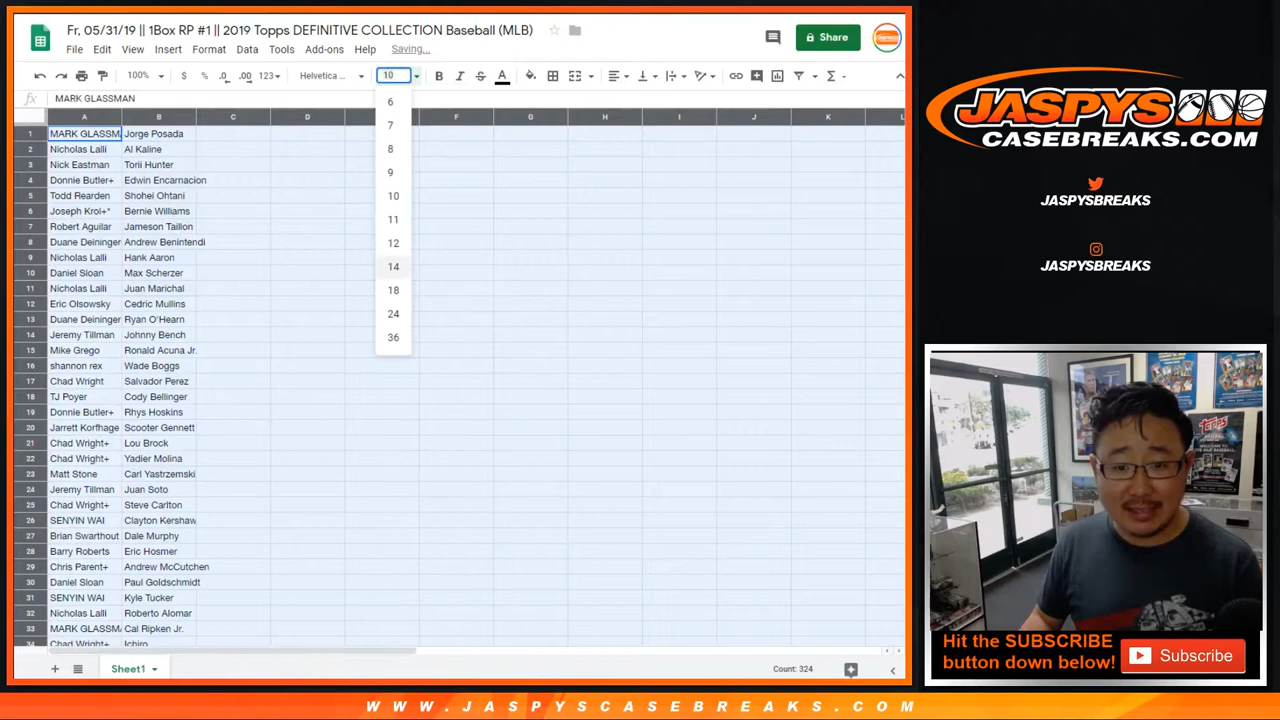 Fr, 05/31/19 || 1Box RP #1 || 2019 Topps DEFINITIVE COLLECTION Baseball (MLB)
File Edit View Insert Format Data Tools Add-ons Help Saving...
Share
100% $ % .0 .00 123 Helvetica ... 10 B I S A
fx MARK GLASSMAN
A B C D E F G H I J K L
1 MARK GLASSM Jorge Posada
2 Nicholas Lalli Al Kaline
3 Nick Eastman Torii Hunter
4 Donnie Butler+ Edwin Encarnacion
5 Todd Rearden Shohei Ohtani
6 Joseph Krol+* Bernie Williams
7 Robert Aguilar Jameson Taillon
8 Duane Deininger Andrew Benintendi
9 Nicholas Lalli Hank Aaron
10 Daniel Sloan Max Scherzer
11 Nicholas Lalli Juan Marichal
12 Eric Olsowsky Cedric Mullins
13 Duane Deininger Ryan O'Hearn
14 Jeremy Tillman Johnny Bench
15 Mike Grego Ronald Acuna Jr.
16 shannon rex Wade Boggs
17 Chad Wright Salvador Perez
18 TJ Poyer Cody Bellinger
19 Donnie Butler+ Rhys Hoskins
20 Jarrett Korfhage Scooter Gennett
21 Chad Wright+ Lou Brock
22 Chad Wright+ Yadier Molina
23 Matt Stone Carl Yastrzemski
24 Jeremy Tillman Juan Soto
25 Chad Wright+ Steve Carlton
26 SENYIN WAI Clayton Kershaw
27 Brian Swarthout Dale Murphy
28 Barry Roberts Eric Hosmer
29 Chris Parent+ Andrew McCutchen
30 Daniel Sloan Paul Goldschmidt
31 SENYIN WAI Kyle Tucker
32 Nicholas Lalli Roberto Alomar
33 MARK GLASSM Cal Ripken Jr.
34 Chad Wright+ Ichiro
6
7
8
9
10
11
12
14
18
24
36
Sheet1
Count: 324
JASPYS
CASEBREAKS.COM
JASPYSBREAKS
JASPYSBREAKS
TOPPS
Hit the SUBSCRIBE
button down below!
Subscribe
WWW.JASPYSCASEBREAKS.COM